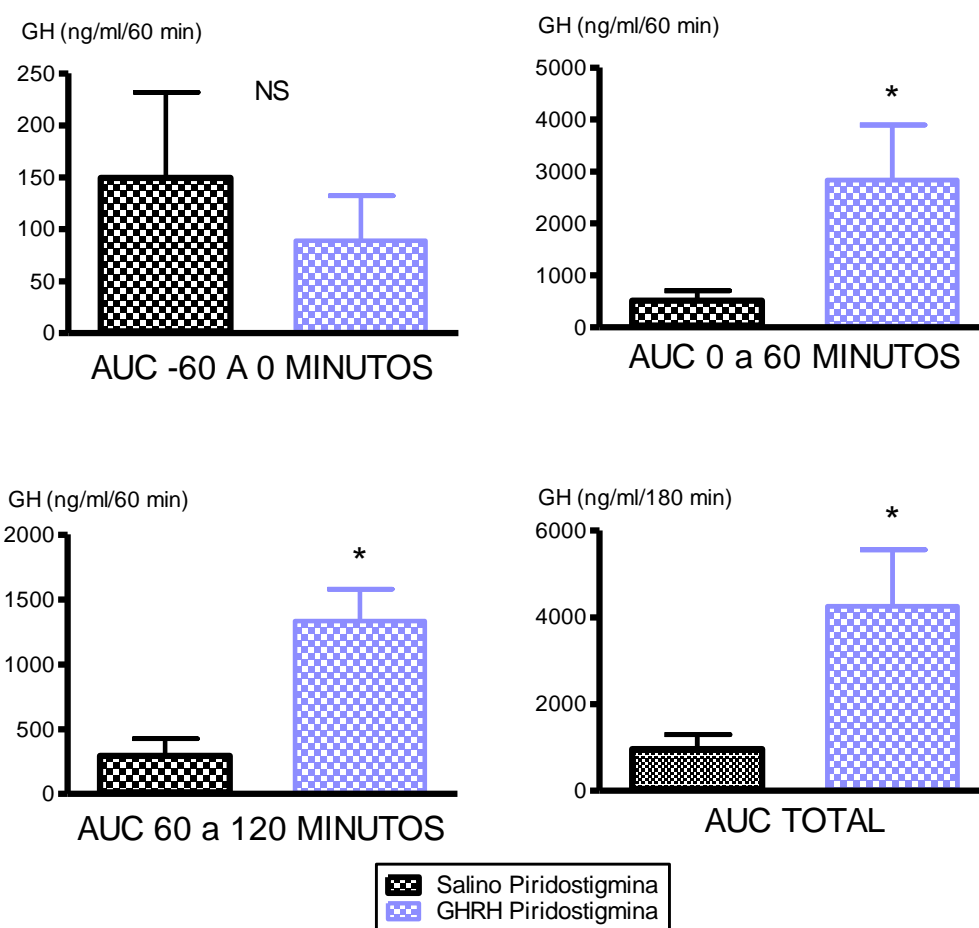 GH (ng/ml/60 min)
250
200
150
100
50
0
NS
AUC -60 A 0 MINUTOS
GH (ng/ml/60 min)
5000
4000
3000
2000
1000
0
*
AUC 0 a 60 MINUTOS
GH (ng/ml/60 min)
2000
1500
1000
500
0
*
AUC 60 a 120 MINUTOS
GH (ng/ml/180 min)
6000
4000
2000
0
*
AUC TOTAL
Salino Piridostigmina
GHRH Piridostigmina